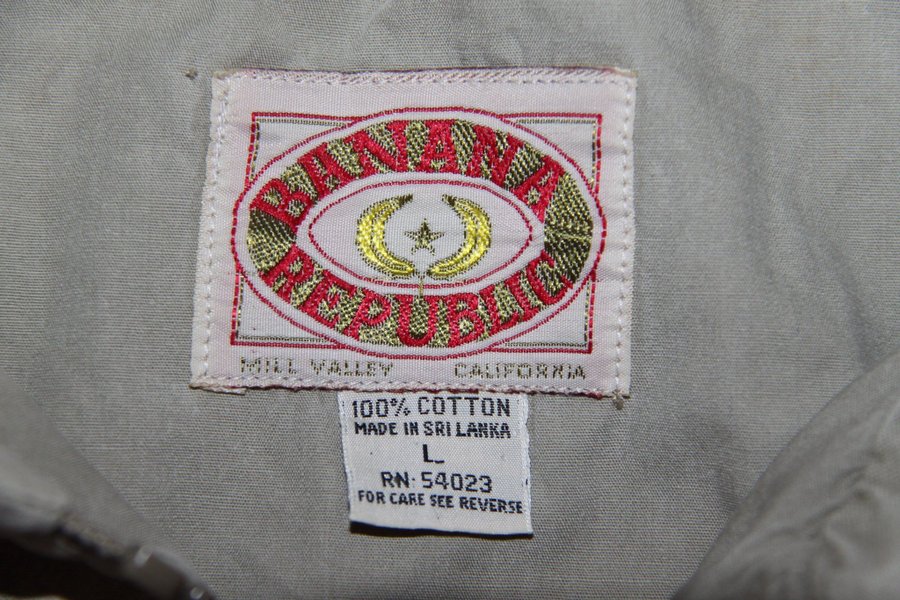 BANANA
REPUBLIC
MILL VALLEY CALIFORNIA
100% COTTON
MADE IN SRI LANKA
L
RN·54023
FOR CARE SEE REVERSE